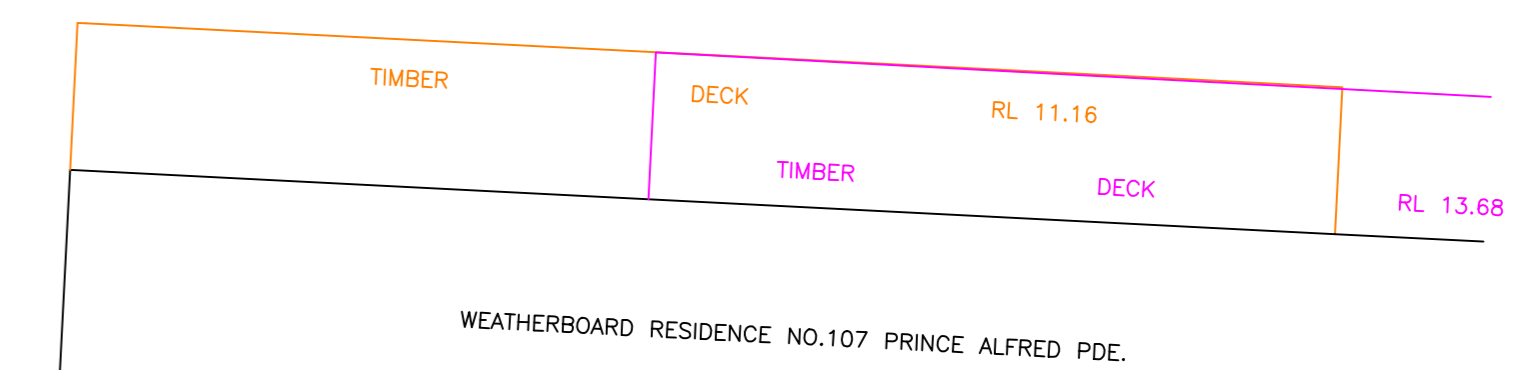 TIMBER DECK RL 11.16
TIMBER DECK RL 13.68
WEATHERBOARD RESIDENCE NO.107 PRINCE ALFRED PDE.